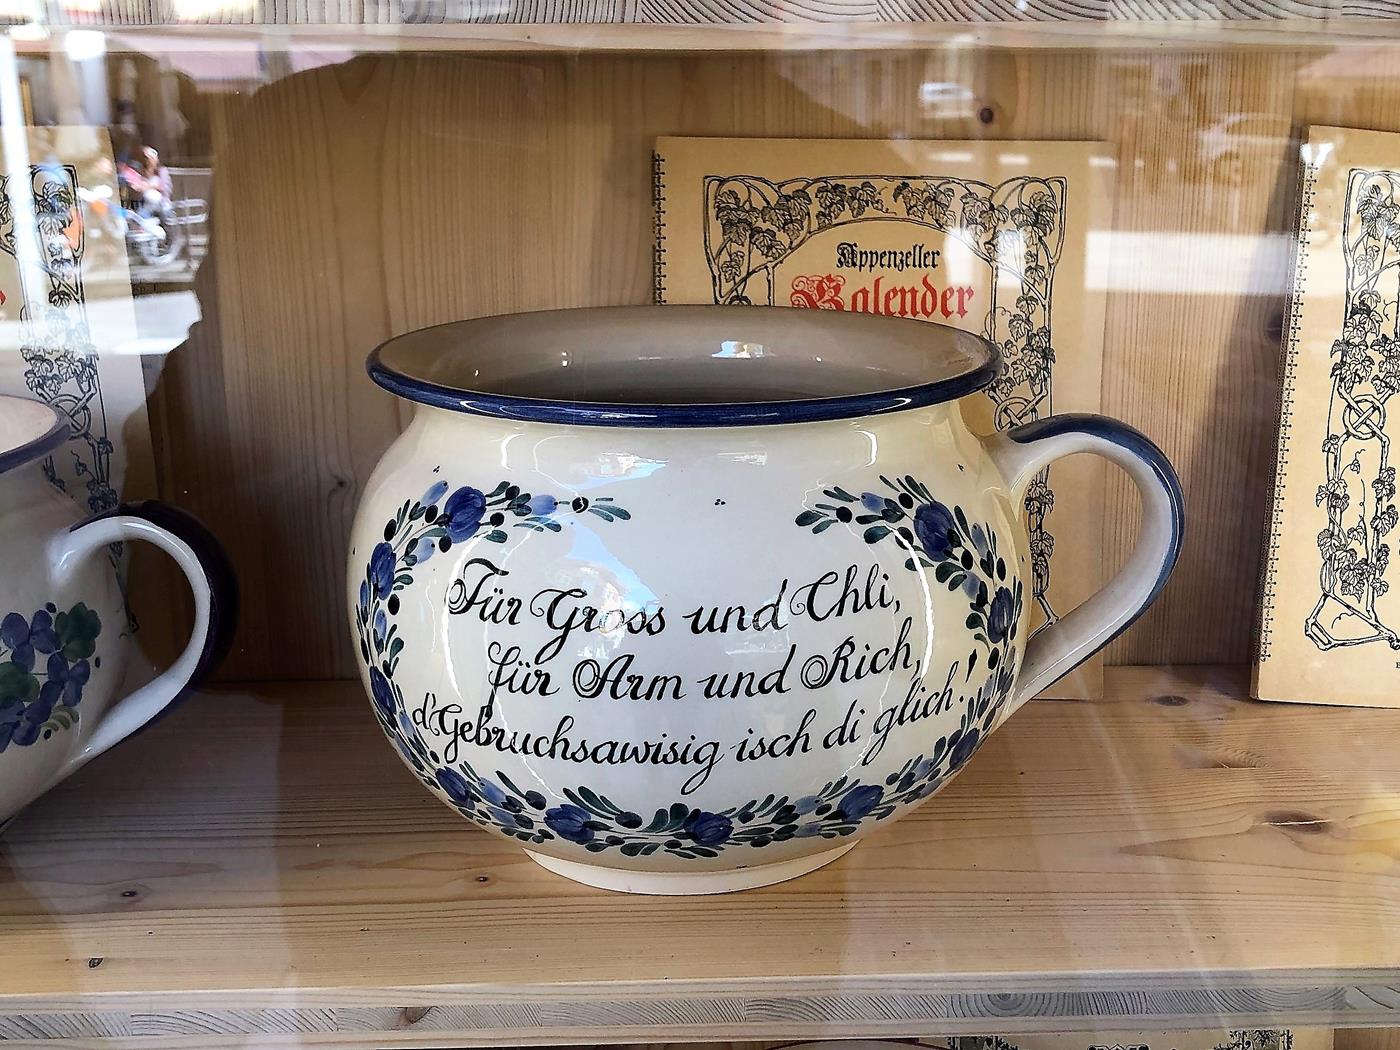 Appenzeller
Kalender
Für Gross und Chli,
für Arm und Rich,
d'Gebruchsawisig isch di glich!